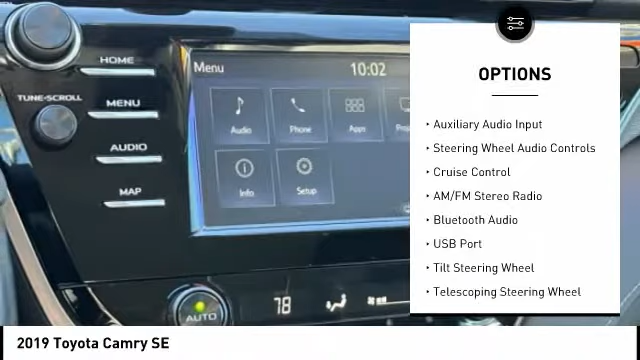 HOME
TUNE•SCROLL
MENU
AUDIO
MAP
Menu
10:02
Audio
Phone
Apps
Info
Setup
AUTO
78
OPTIONS
• Auxiliary Audio Input
• Steering Wheel Audio Controls
• Cruise Control
• AM/FM Stereo Radio
• Bluetooth Audio
• USB Port
• Tilt Steering Wheel
• Telescoping Steering Wheel
2019 Toyota Camry SE